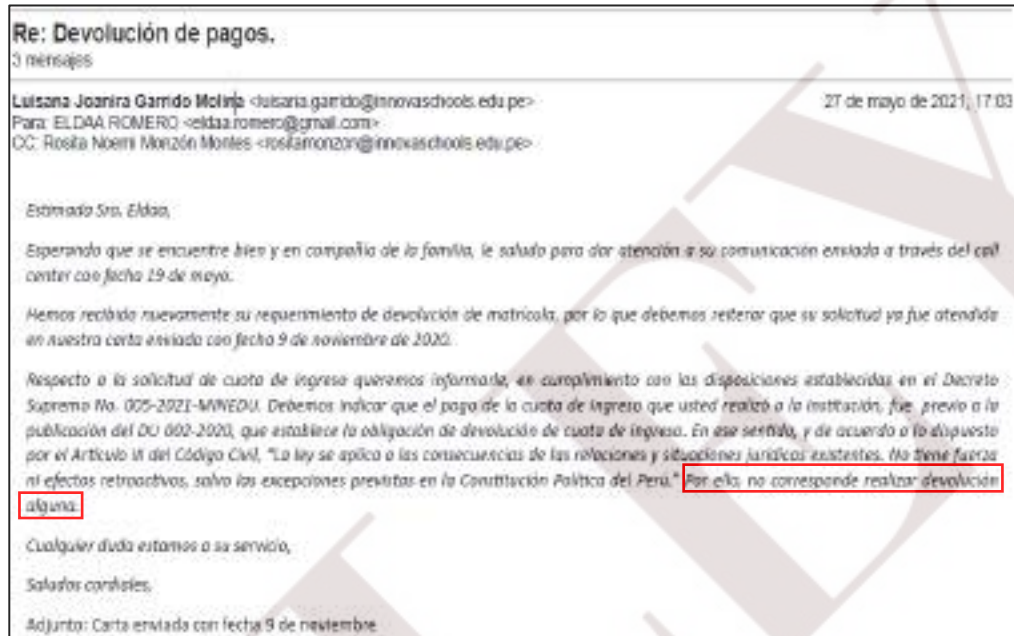 Re: Devolución de pagos.
3 mensajes
Luisana Joanira Garrido Molina <luisana.garrido@innovaschools.edu.pe>
27 de mayo de 2021, 17:03
Para: ELDAA ROMERO <eldaa.romero@gmail.com>
CC: Rosita Noemi Monzón Montes <rositamonzon@innovaschools.edu.pe>
Estimada Sra. Eldaa,
Esperando que se encuentre bien y en compañía de la familia, le saludo para dar atención a su comunicación enviada a través del call
center con fecha 19 de mayo.
Hemos recibido nuevamente su requerimiento de devolución de matrícula, por lo que debemos reiterar que su solicitud ya fue atendida
en nuestra carta enviada con fecha 9 de noviembre de 2020.
Respecto a la solicitud de cuota de ingreso queremos informarle, en cumplimiento con las disposiciones establecidas en el Decreto
Supremo No. 005-2021-MINEDU. Debemos indicar que el pago de la cuota de ingreso que usted realizó a la institución, fue previo a la
publicación del DU 002-2020, que establece la obligación de devolución de cuota de ingreso. En ese sentido, y de acuerdo a lo dispuesto
por el Artículo III del Código Civil, "La ley se aplica a las consecuencias de las relaciones y situaciones jurídicas existentes. No tiene fuerza
ni efectos retroactivos, salvo las excepciones previstas en la Constitución Política del Perú." Por ello, no corresponde realizar devolución
alguna.
Cualquier duda estamos a su servicio,
Saludos cordiales,
Adjunto: Carta enviada con fecha 9 de noviembre